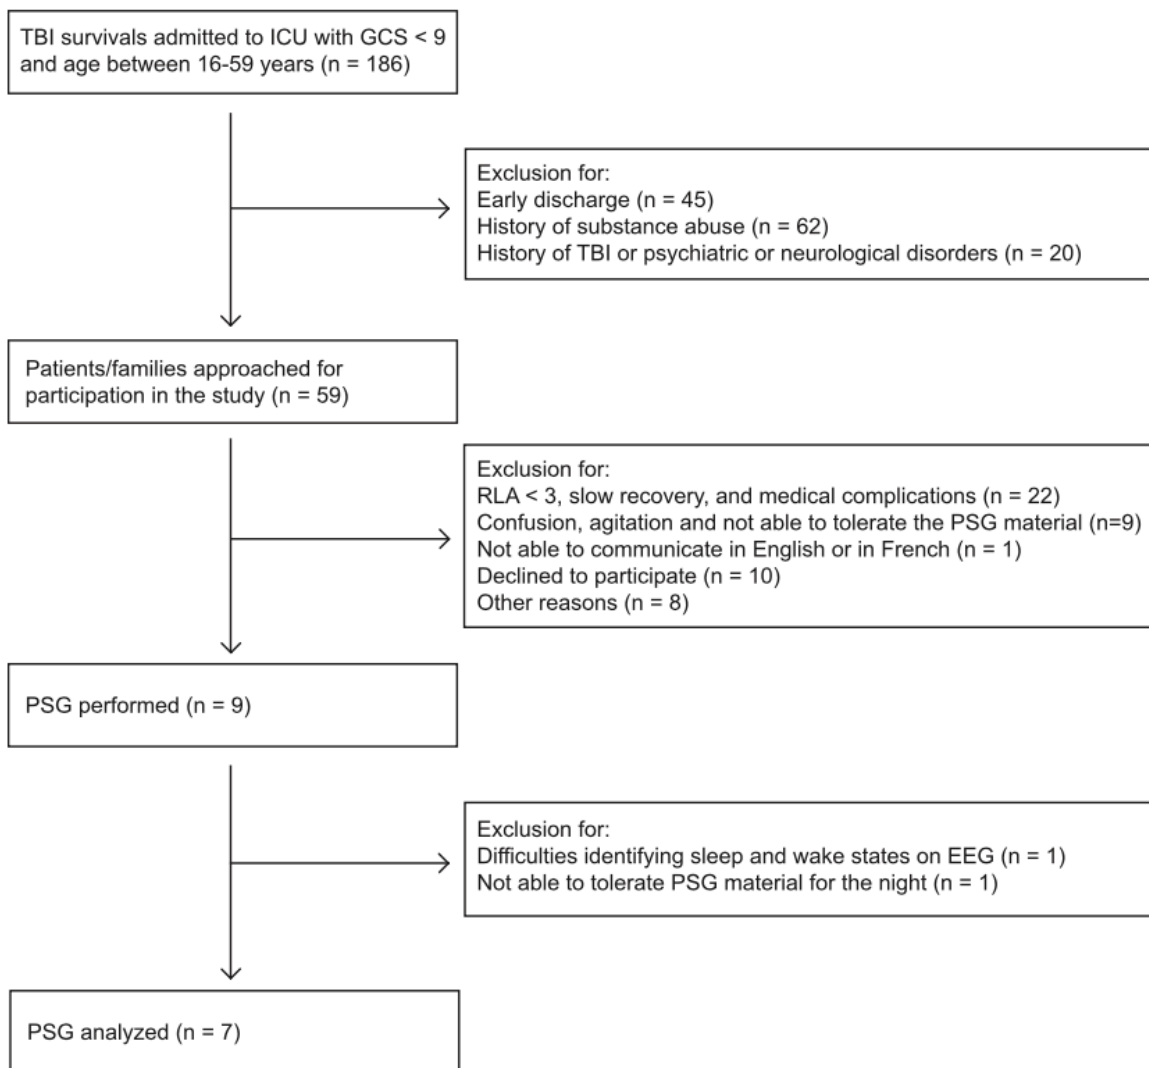 TBI survivals admitted to ICU with GCS < 9
and age between 16-59 years (n = 186)
Exclusion for:
Early discharge (n = 45)
History of substance abuse (n = 62)
History of TBI or psychiatric or neurological disorders (n = 20)
Patients/families approached for
participation in the study (n = 59)
Exclusion for:
RLA < 3, slow recovery, and medical complications (n = 22)
Confusion, agitation and not able to tolerate the PSG material (n=9)
Not able to communicate in English or in French (n = 1)
Declined to participate (n = 10)
Other reasons (n = 8)
PSG performed (n = 9)
Exclusion for:
Difficulties identifying sleep and wake states on EEG (n = 1)
Not able to tolerate PSG material for the night (n = 1)
PSG analyzed (n = 7)